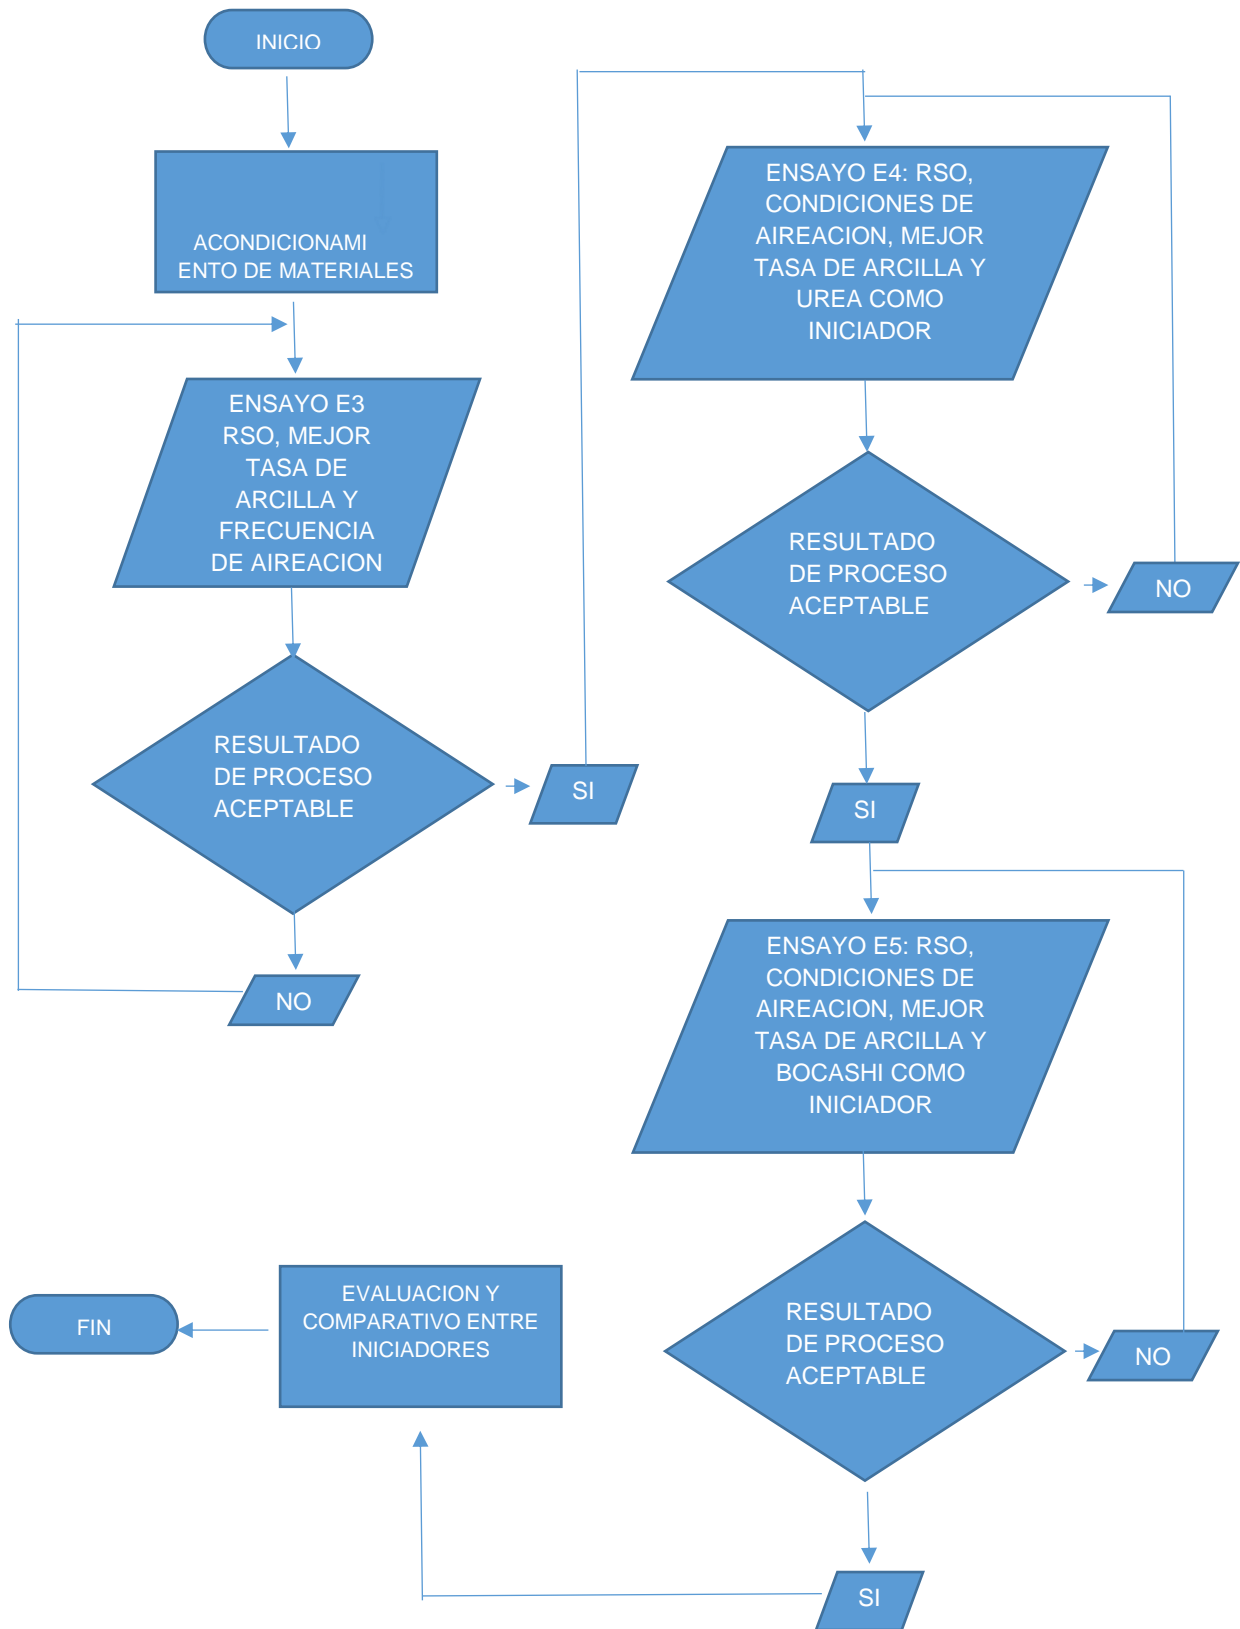 INICIO
ACONDICIONAMI
ENTO DE MATERIALES
ENSAYO E3
RSO, MEJOR
TASA DE
ARCILLA Y
FRECUENCIA
DE AIREACION
RESULTADO
DE PROCESO
ACEPTABLE
SI
NO
ENSAYO E4: RSO,
CONDICIONES DE
AIREACION, MEJOR
TASA DE ARCILLA Y
UREA COMO
INICIADOR
RESULTADO
DE PROCESO
ACEPTABLE
NO
SI
ENSAYO E5: RSO,
CONDICIONES DE
AIREACION, MEJOR
TASA DE ARCILLA Y
BOCASHI COMO
INICIADOR
RESULTADO
DE PROCESO
ACEPTABLE
NO
SI
EVALUACION Y
COMPARATIVO ENTRE
INICIADORES
FIN